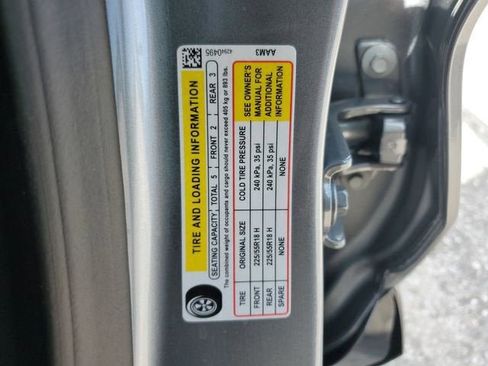 42840495
AAM3
TIRE AND LOADING INFORMATION
SEATING CAPACITY TOTAL 5 FRONT 2 REAR 3
The combined weight of occupants and cargo should never exceed 405 kg or 893 lbs.
TIRE ORIGINAL SIZE COLD TIRE PRESSURE
FRONT 225/55R18 H 240 kPa, 35 psi
REAR 225/55R18 H 240 kPa, 35 psi
SPARE NONE NONE
SEE OWNER'S
MANUAL FOR
ADDITIONAL
INFORMATION